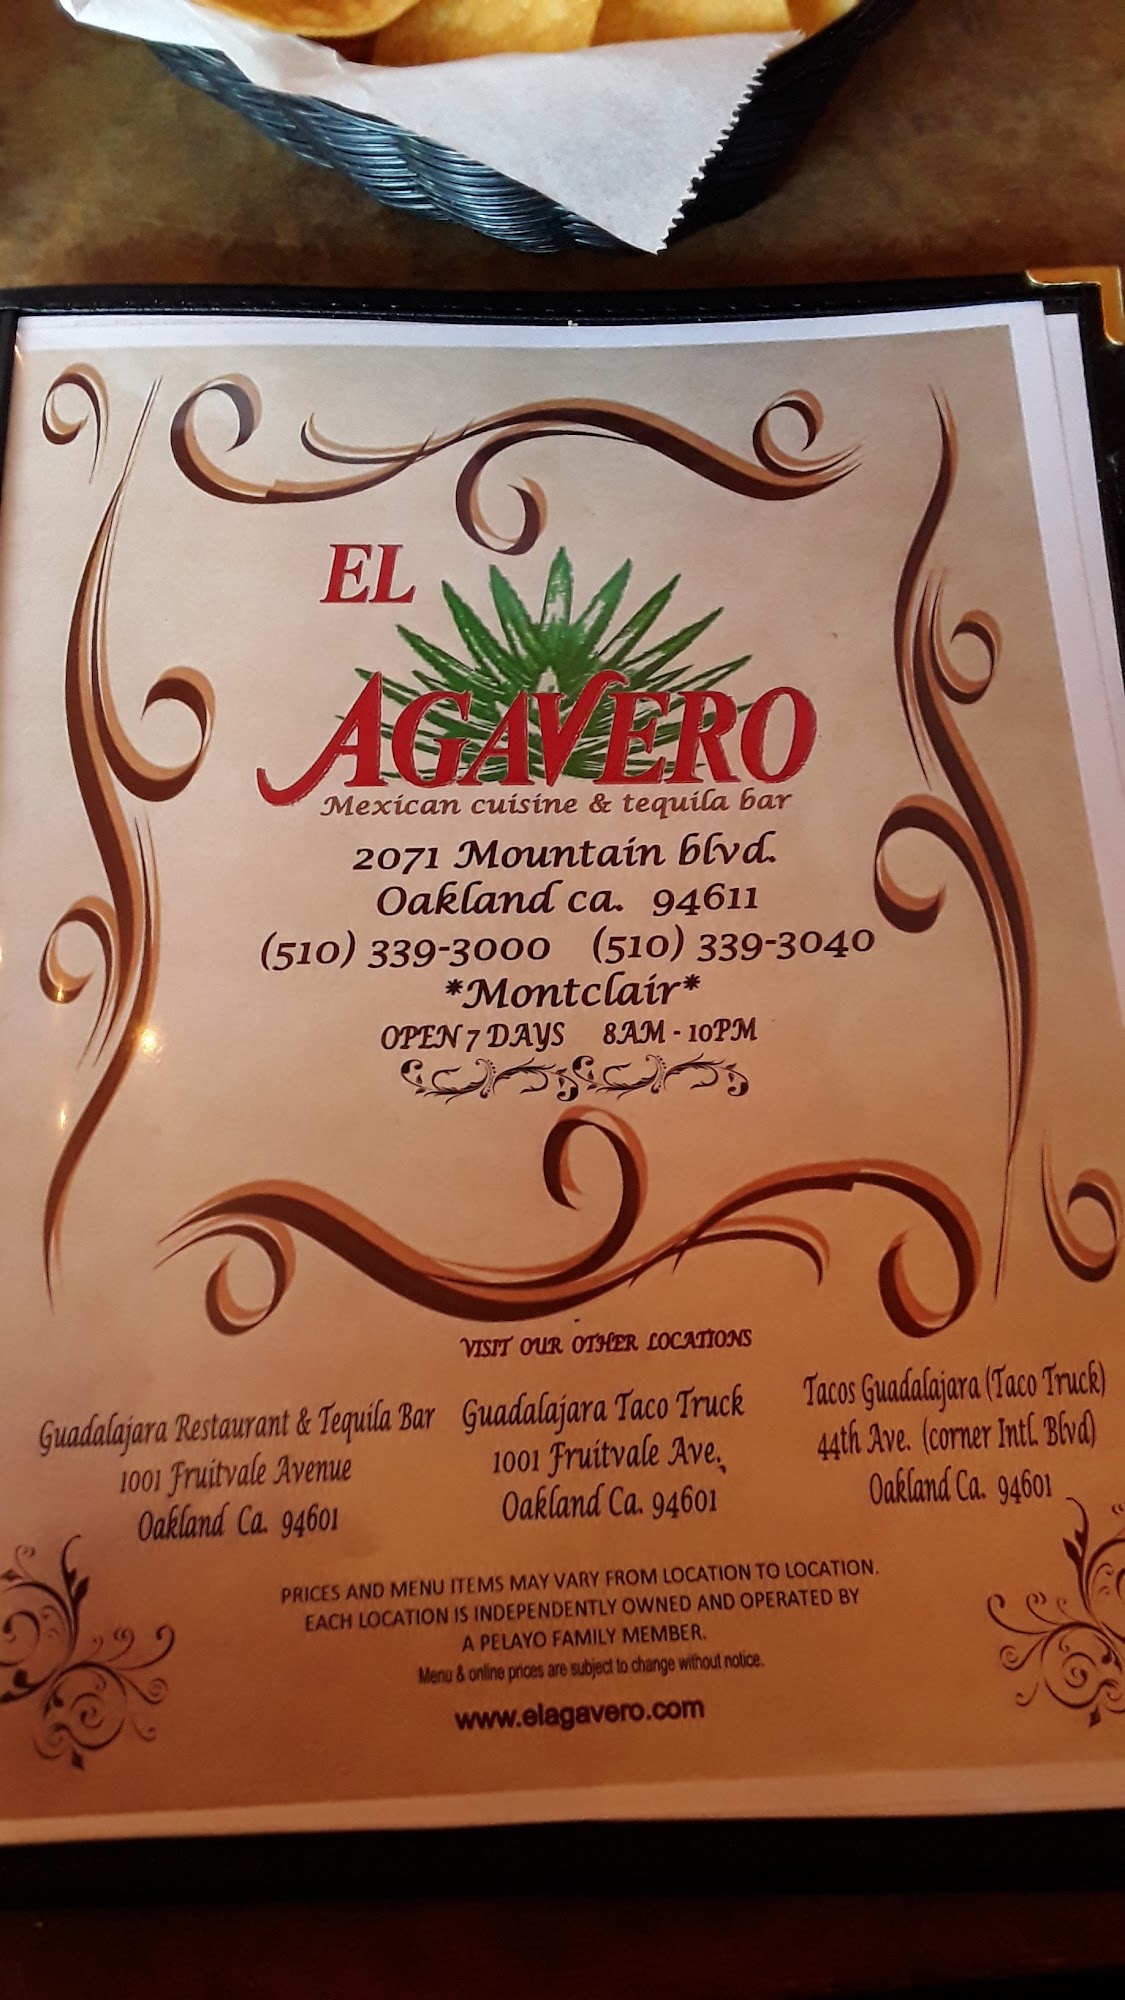 EL
AGAVERO
Mexican cuisine & tequila bar
2071 Mountain blvd.
Oakland ca. 94611
(510) 339-3000 (510) 339-3040
*Montclair*
OPEN 7 DAYS 8AM - 10PM
VISIT OUR OTHER LOCATIONS
Guadalajara Restaurant & Tequila Bar
1001 Fruitvale Avenue
Oakland Ca. 94601
Guadalajara Taco Truck
1001 Fruitvale Ave.
Oakland Ca. 94601
Tacos Guadalajara (Taco Truck)
44th Ave. (corner Intl. Blvd)
Oakland Ca. 94601
PRICES AND MENU ITEMS MAY VARY FROM LOCATION TO LOCATION.
EACH LOCATION IS INDEPENDENTLY OWNED AND OPERATED BY
A PELAYO FAMILY MEMBER.
Menu & online prices are subject to change without notice.
www.elagavero.com